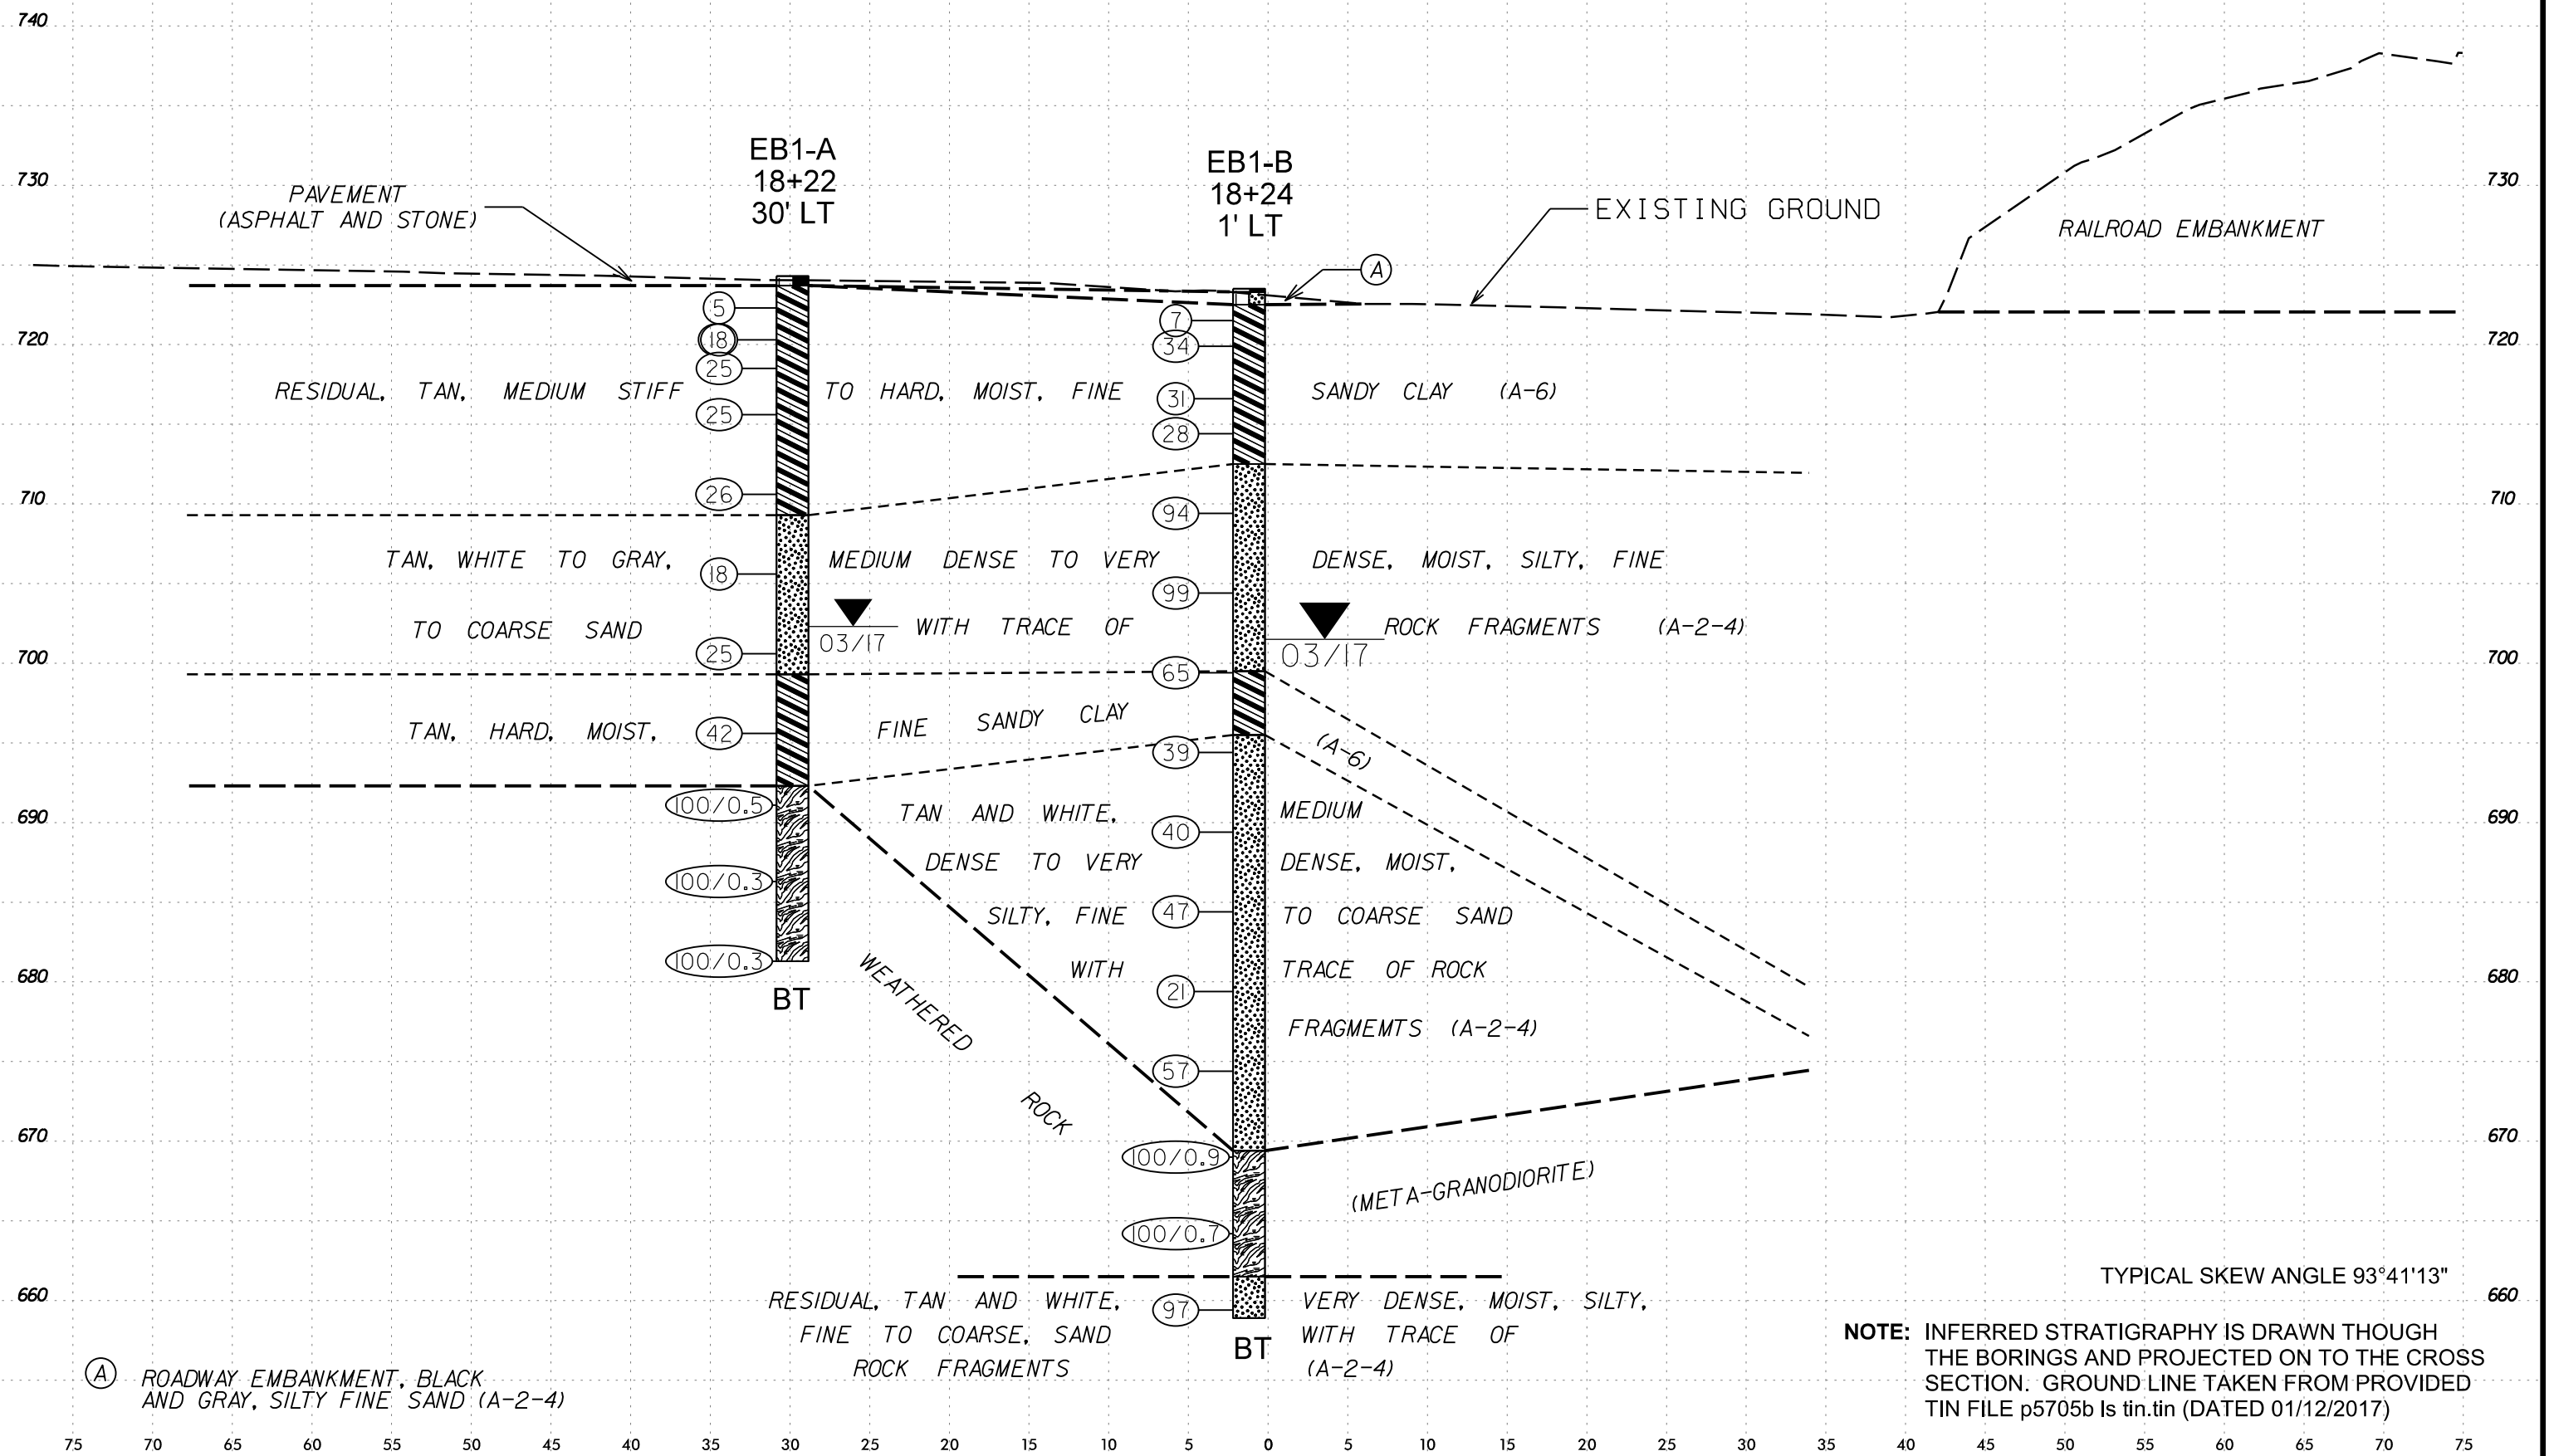 740
EB1-A
18+22
30' LT
EB1-B
18+24
1' LT
730
PAVEMENT
(ASPHALT AND STONE)
EXISTING GROUND
RAILROAD EMBANKMENT
730
A
5
7
720
18
34
720
25
RESIDUAL, TAN, MEDIUM STIFF TO HARD, MOIST, FINE SANDY CLAY (A-6)
31
25
28
710
26
94
710
TAN, WHITE TO GRAY, MEDIUM DENSE TO VERY DENSE, MOIST, SILTY, FINE
18
99
TO COARSE SAND WITH TRACE OF ROCK FRAGMENTS (A-2-4)
03/17
03/17
700
25
65
700
TAN, HARD, MOIST, FINE SANDY CLAY (A-6)
42
39
690
100/0.5
TAN AND WHITE, MEDIUM
40
690
DENSE TO VERY DENSE, MOIST,
100/0.3
SILTY, FINE TO COARSE SAND
47
680
100/0.3
WITH TRACE OF ROCK
680
BT
21
FRAGMEMTS (A-2-4)
57
WEATHERED
ROCK
670
670
100/0.9
(META-GRANODIORITE)
100/0.7
TYPICAL SKEW ANGLE 93°41'13"
660
RESIDUAL, TAN AND WHITE, VERY DENSE, MOIST, SILTY,
97
660
FINE TO COARSE, SAND WITH TRACE OF
BT
ROCK FRAGMENTS (A-2-4)
NOTE: INFERRED STRATIGRAPHY IS DRAWN THOUGH
THE BORINGS AND PROJECTED ON TO THE CROSS
SECTION. GROUND LINE TAKEN FROM PROVIDED
TIN FILE p5705b ls tin.tin (DATED 01/12/2017)
A ROADWAY EMBANKMENT, BLACK
AND GRAY, SILTY FINE SAND (A-2-4)
75 70 65 60 55 50 45 40 35 30 25 20 15 10 5 0 5 10 15 20 25 30 35 40 45 50 55 60 65 70 75